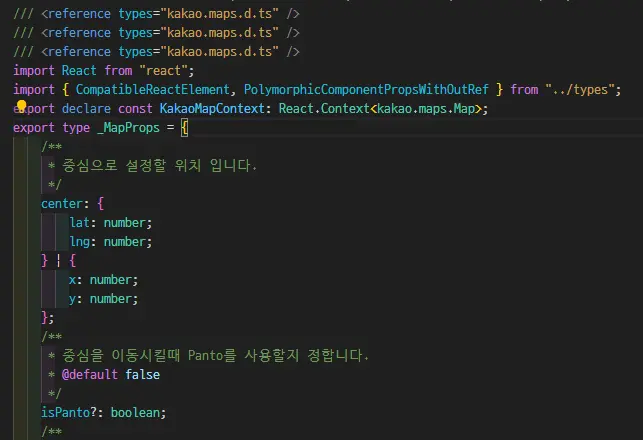 /// <reference types="kakao.maps.d.ts" />
/// <reference types="kakao.maps.d.ts" />
/// <reference types="kakao.maps.d.ts" />
import React from "react";
import { CompatibleReactElement, PolymorphicComponentPropsWithOutRef } from "../types";
export declare const KakaoMapContext: React.Context<kakao.maps.Map>;
export type _MapProps = {
    /**
     * 중심으로 설정할 위치 입니다.
     */
    center: {
        lat: number;
        lng: number;
    } | {
        x: number;
        y: number;
    };
    /**
     * 중심을 이동시킬때 Panto를 사용할지 정합니다.
     * @default false
     */
    isPanto?: boolean;
    /**